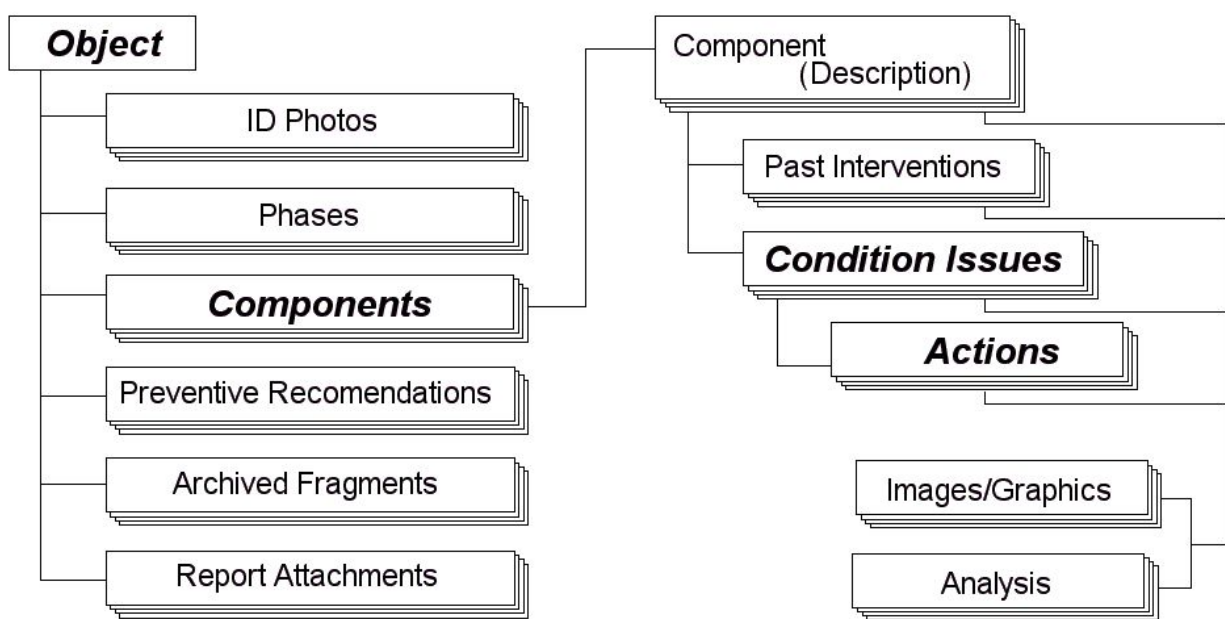 Object
ID Photos
Phases
Components
Preventive Recomendations
Archived Fragments
Report Attachments
Component
(Description)
Past Interventions
Condition Issues
Actions
Images/Graphics
Analysis